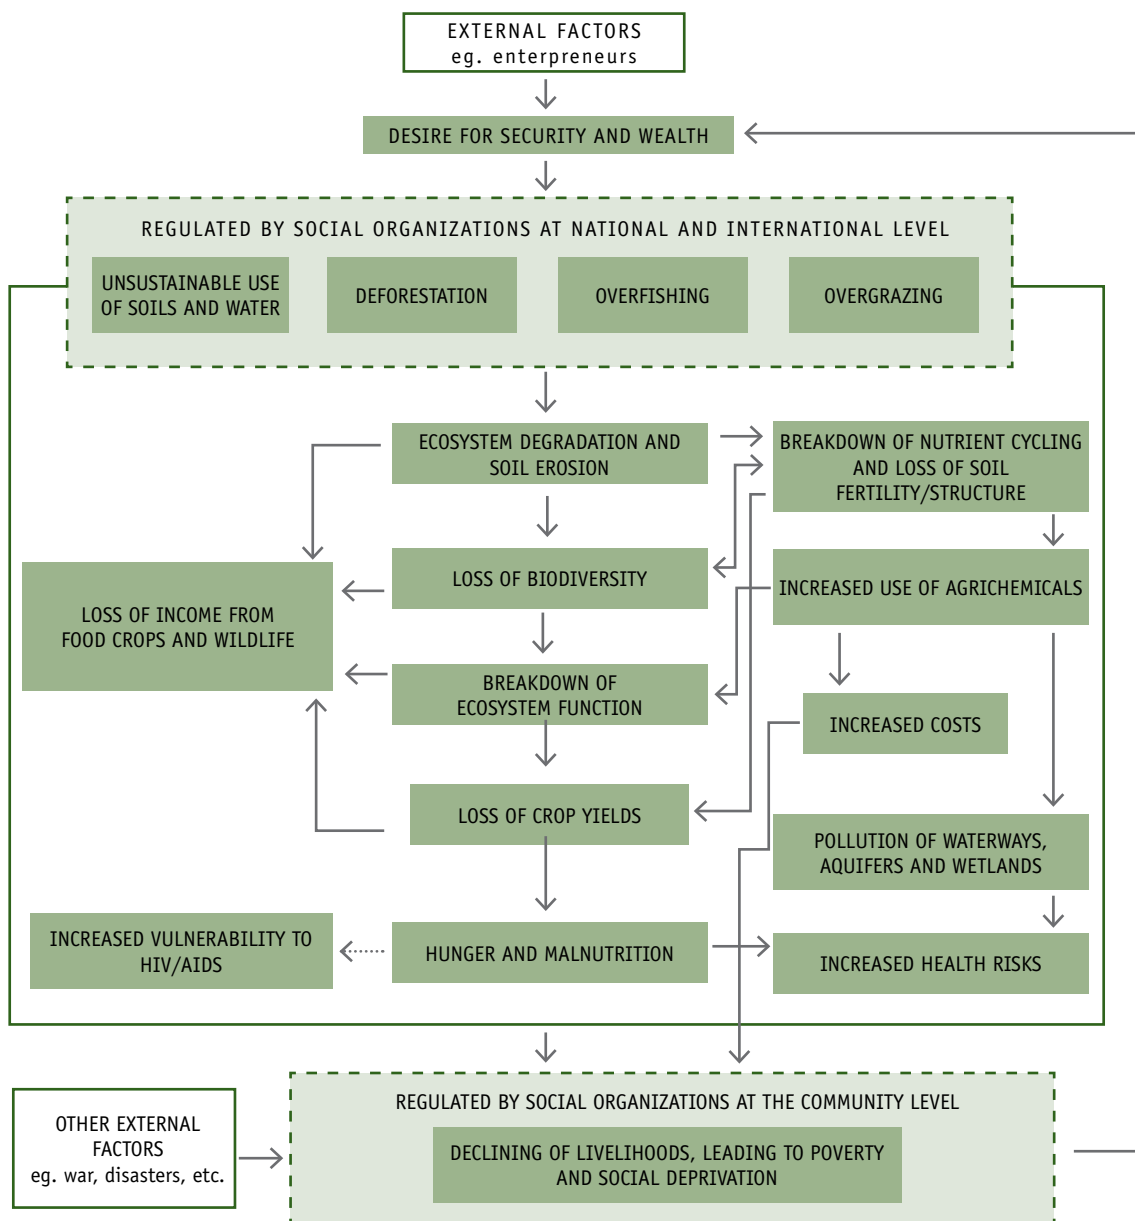 EXTERNAL FACTORS
eg. enterpreneurs
DESIRE FOR SECURITY AND WEALTH
REGULATED BY SOCIAL ORGANIZATIONS AT NATIONAL AND INTERNATIONAL LEVEL
UNSUSTAINABLE USE
OF SOILS AND WATER
DEFORESTATION
OVERFISHING
OVERGRAZING
ECOSYSTEM DEGRADATION AND
SOIL EROSION
BREAKDOWN OF NUTRIENT CYCLING
AND LOSS OF SOIL
FERTILITY/STRUCTURE
LOSS OF BIODIVERSITY
INCREASED USE OF AGRICHEMICALS
LOSS OF INCOME FROM
FOOD CROPS AND WILDLIFE
BREAKDOWN OF
ECOSYSTEM FUNCTION
INCREASED COSTS
LOSS OF CROP YIELDS
POLLUTION OF WATERWAYS,
AQUIFERS AND WETLANDS
INCREASED VULNERABILITY TO
HIV/AIDS
HUNGER AND MALNUTRITION
INCREASED HEALTH RISKS
OTHER EXTERNAL
FACTORS
eg. war, disasters, etc.
REGULATED BY SOCIAL ORGANIZATIONS AT THE COMMUNITY LEVEL
DECLINING OF LIVELIHOODS, LEADING TO POVERTY
AND SOCIAL DEPRIVATION